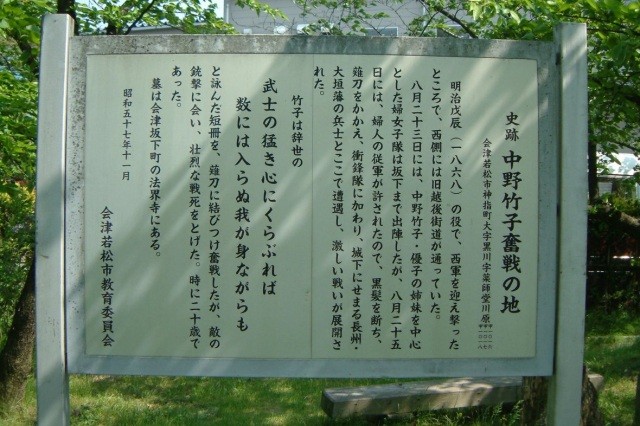 史跡 中野竹子奮戦の地
会津若松市神指町大字黒川字薬師堂川原
明治戊辰(一八六八)の役で、西軍を迎え撃った
ところで、西側には旧越後街道が通っていた。
八月二十三日には、中野竹子・優子の姉妹を中心
とした婦女子隊は坂下まで出陣したが、八月二十五
日には、婦人の従軍が許されたので、黒髪を断ち、
薙刀をかかえ、衝鋒隊に加わり、城下にせまる長州・
大垣藩の兵士とここで遭遇し、激しい戦いが展開さ
れた。
竹子は辞世の
武士の猛き心にくらぶれば
数には入らぬ我が身ながらも
と詠んだ短冊を、薙刀に結びつけ奮戦したが、敵の
銃撃に会い、壮烈な戦死をとげた。時に二十歳で
あった。
墓は会津坂下町の法界寺にある。
昭和五十七年十一月
会津若松市教育委員会